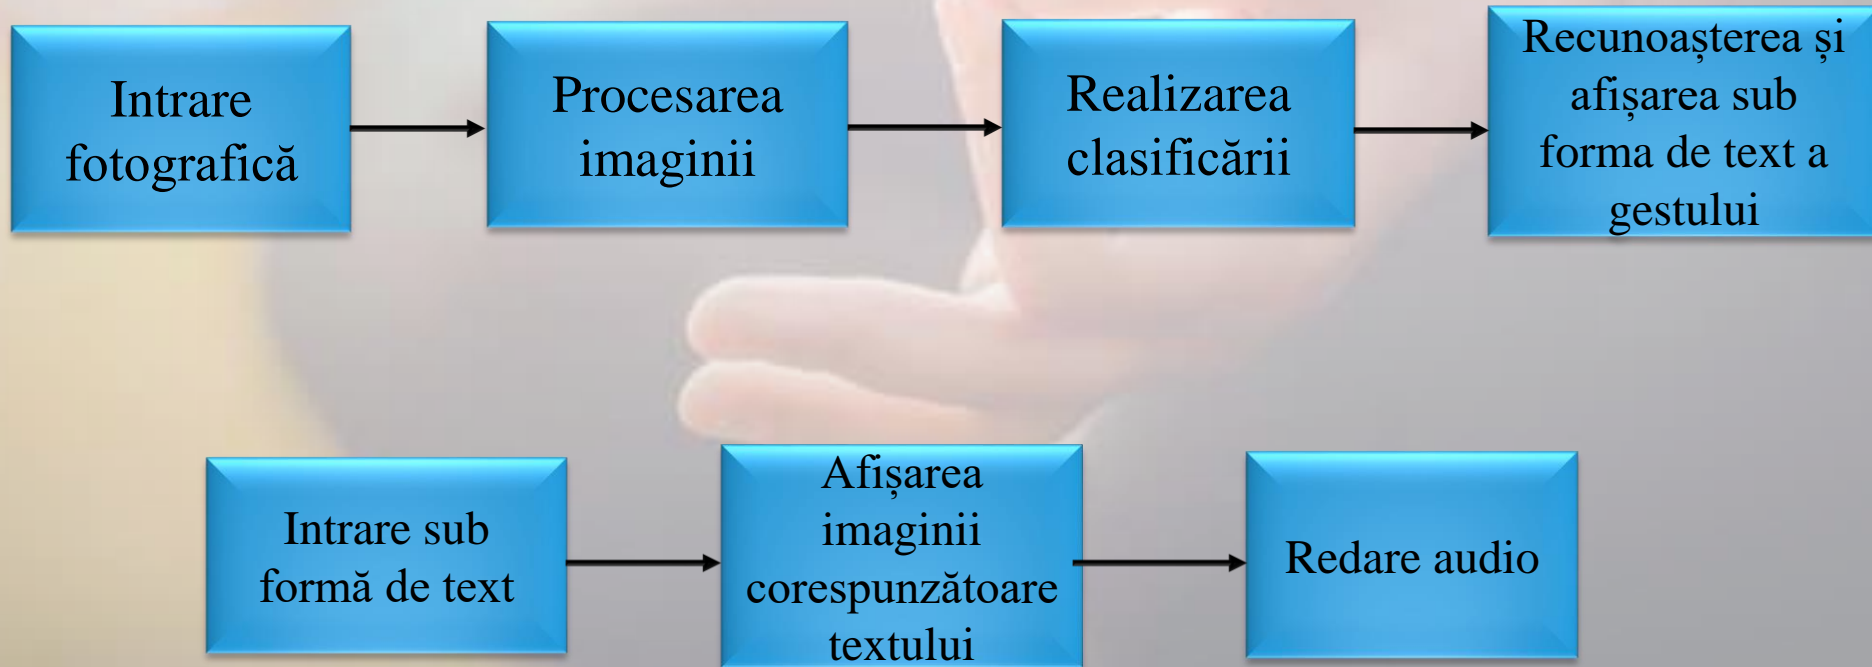 Intrare
fotografică
Procesarea
imaginii
Realizarea
clasificării
Recunoașterea și
afișarea sub
forma de text a
gestului
Intrare sub
formă de text
Afișarea
imaginii
corespunzătoare
textului
Redare audio